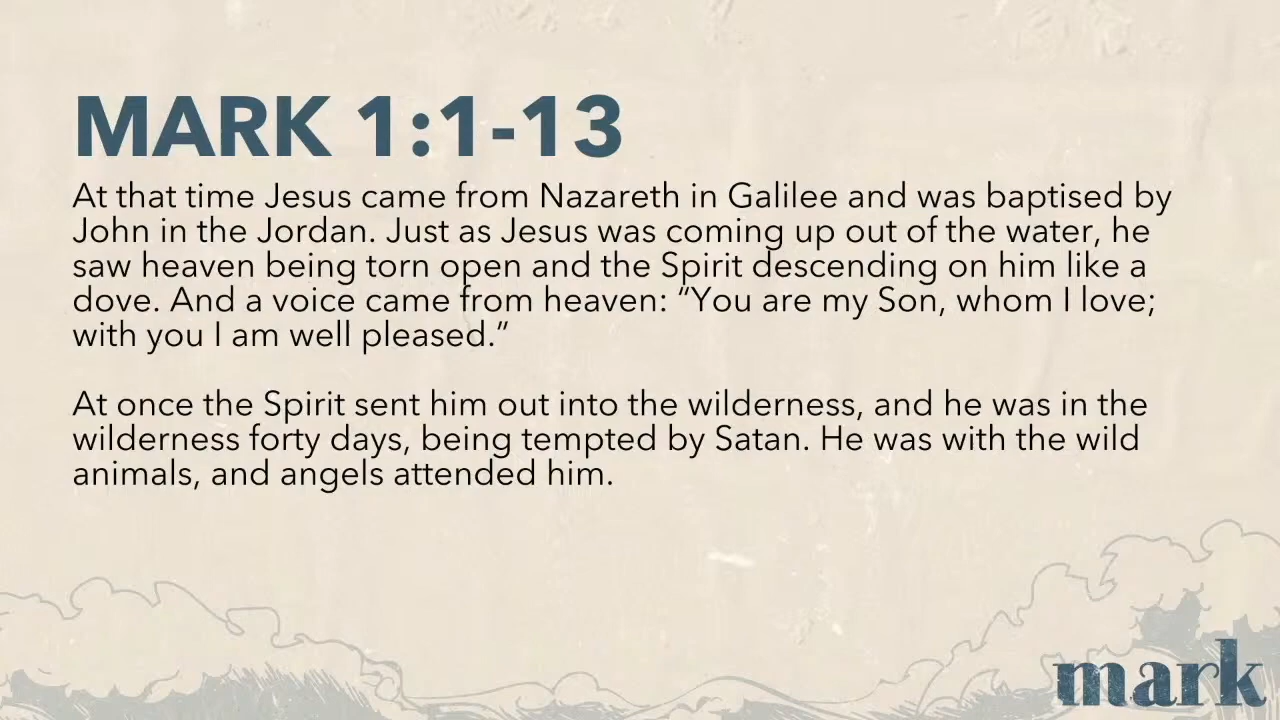 MARK 1:1-13
At that time Jesus came from Nazareth in Galilee and was baptised by
John in the Jordan. Just as Jesus was coming up out of the water, he
saw heaven being torn open and the Spirit descending on him like a
dove. And a voice came from heaven: “You are my Son, whom I love;
with you I am well pleased.”
At once the Spirit sent him out into the wilderness, and he was in the
wilderness forty days, being tempted by Satan. He was with the wild
animals, and angels attended him.
mark